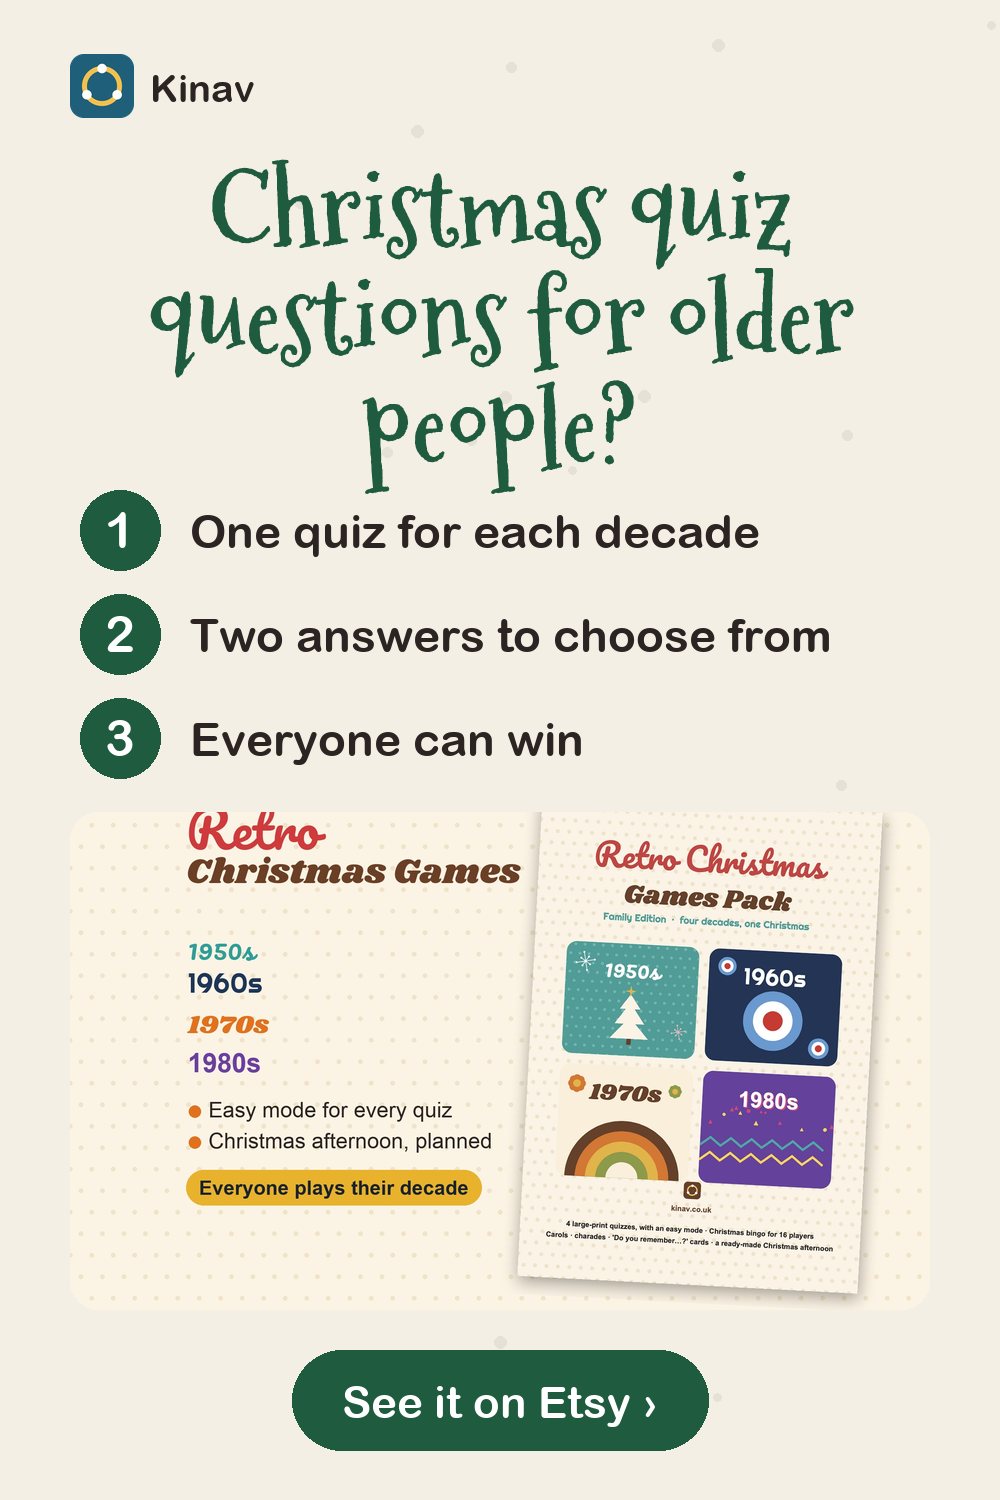 Kinav
Christmas quiz
questions for older
people?
1 One quiz for each decade
2 Two answers to choose from
3 Everyone can win
Retro
Christmas Games
1950s
1960s
1970s
1980s
Easy mode for every quiz
Christmas afternoon, planned
Everyone plays their decade
Retro Christmas
Games Pack
Family Edition · four decades, one Christmas
1950s
1960s
1970s
1980s
kinav.co.uk
4 large-print quizzes, with an easy mode · Christmas bingo for 16 players
Carols · charades · 'Do you remember...?' cards · a ready-made Christmas afternoon
See it on Etsy ›